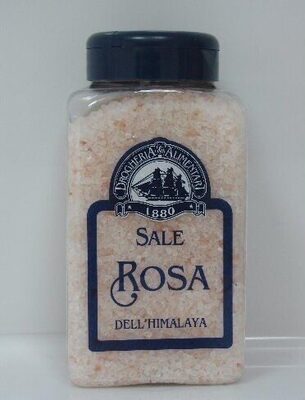 DROGHERIA & ALIMENTARI
1880
SALE
ROSA
DELL'HIMALAYA